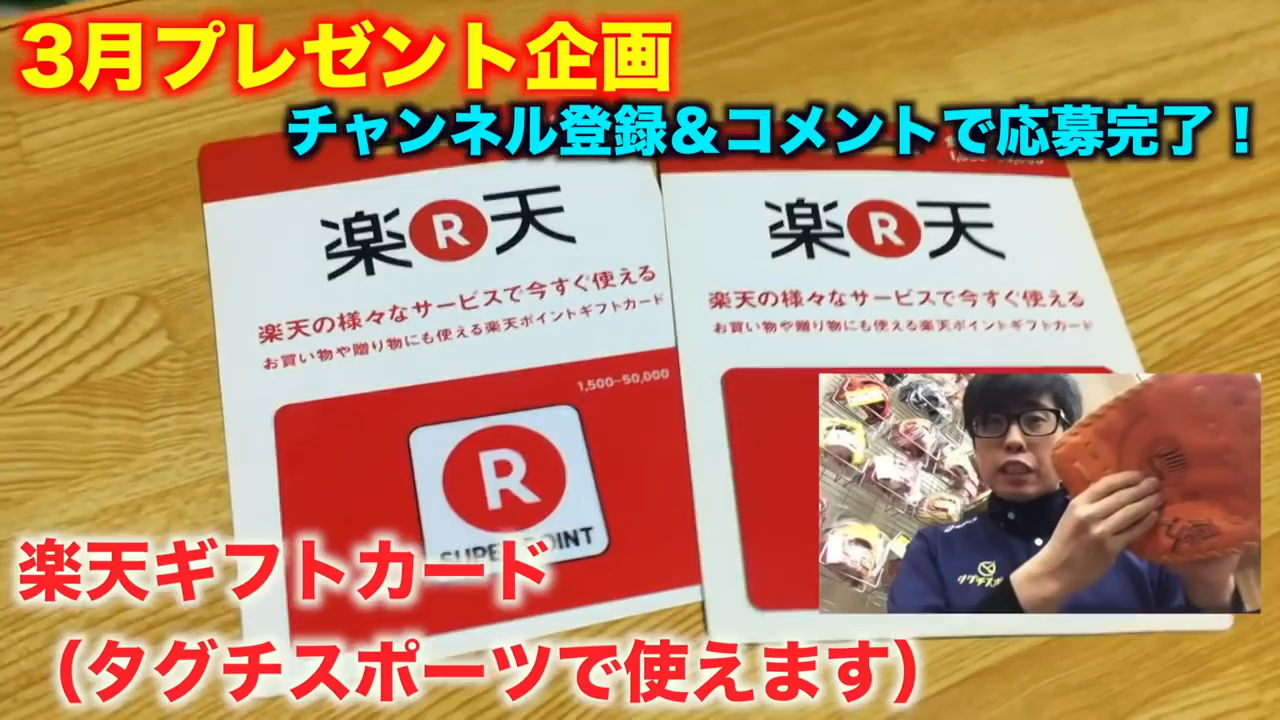 3月プレゼント企画
チャンネル登録&コメントで応募完了！
楽天
楽天の様々なサービスで今すぐ使える
お買い物や贈り物にも使える楽天ポイントギフトカード
1,500-50,000
R
SUPER POINT
楽天
楽天の様々なサービスで今すぐ使える
お買い物や贈り物にも使える楽天ポイントギフトカード
タグチスポ
楽天ギフトカード
（タグチスポーツで使えます）